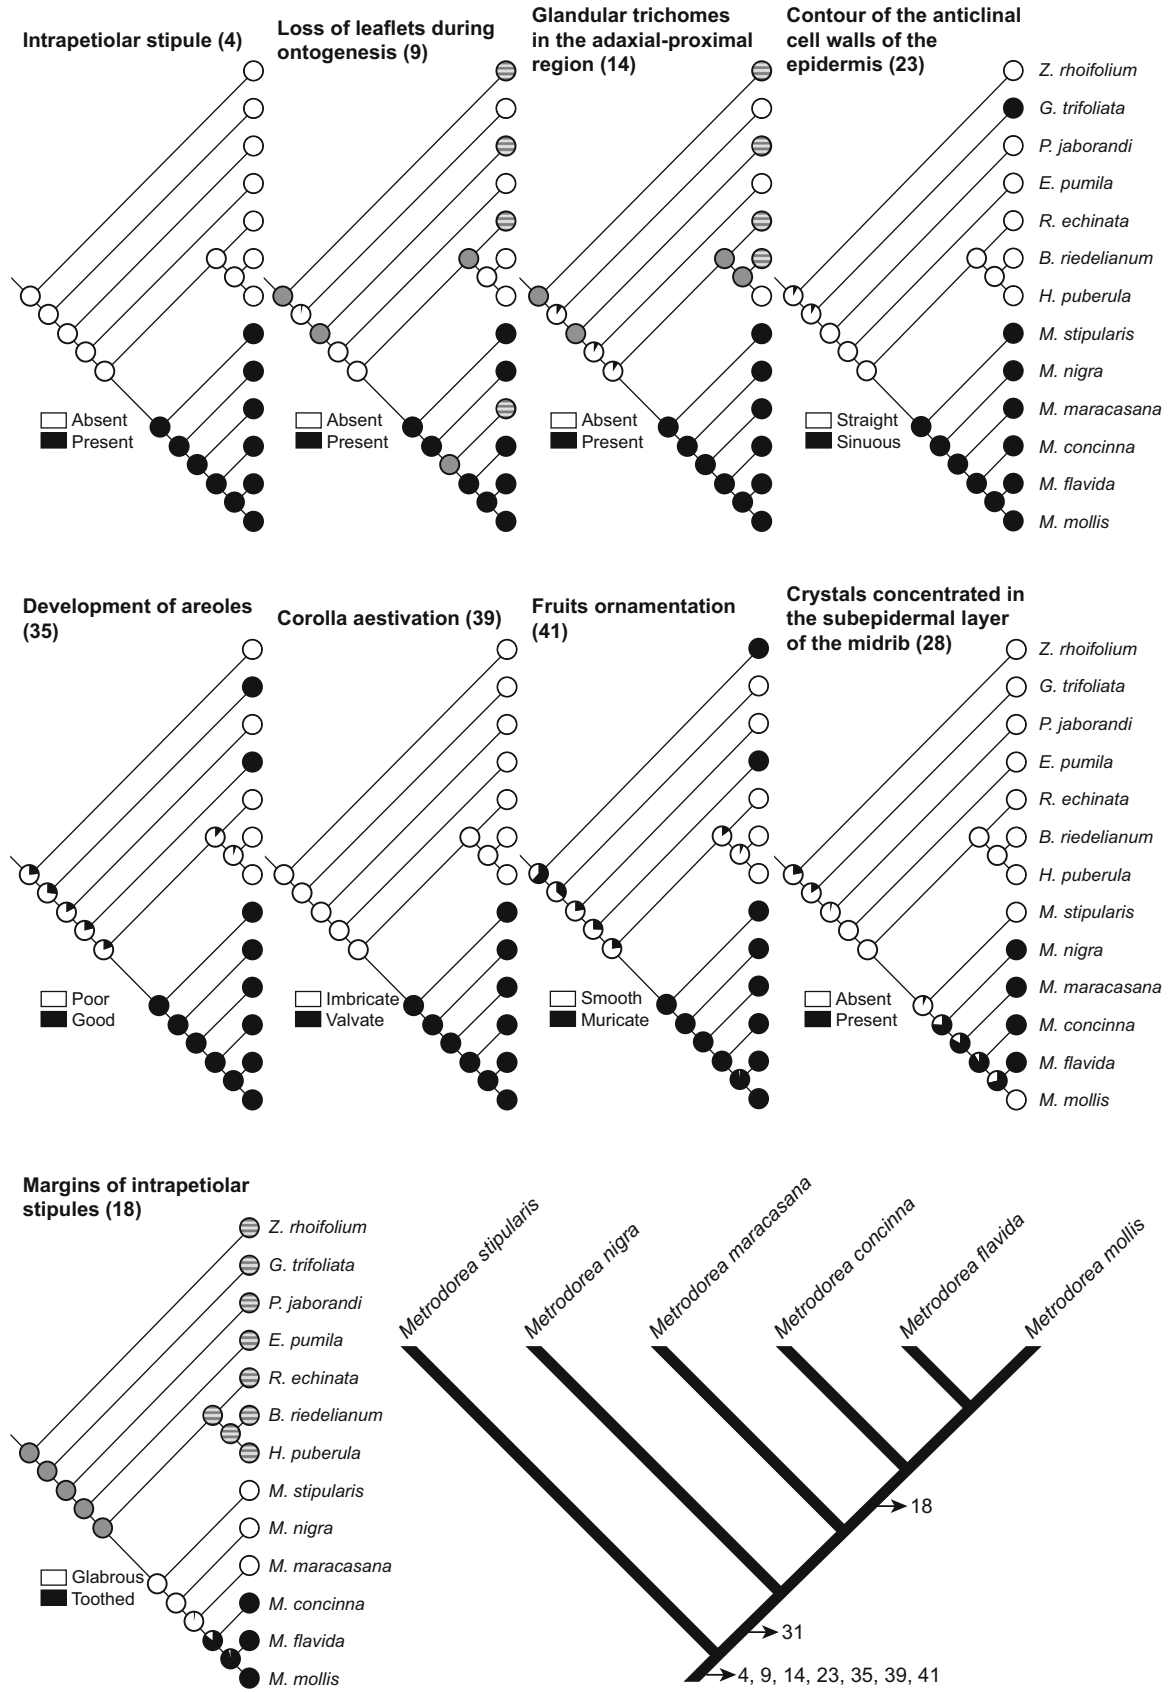 Intrapetiolar stipule (4)
Loss of leaflets during
ontogenesis (9)
Glandular trichomes
in the adaxial-proximal
region (14)
Contour of the anticlinal
cell walls of the
epidermis (23)
Z. rhoifolium
G. trifoliata
P. jaborandi
E. pumila
R. echinata
B. riedelianum
H. puberula
M. stipularis
M. nigra
M. maracasana
M. concinna
M. flavida
M. mollis
Absent
Present
Absent
Present
Absent
Present
Straight
Sinuous
Development of areoles
(35)
Corolla aestivation (39)
Fruits ornamentation
(41)
Crystals concentrated in
the subepidermal layer
of the midrib (28)
Z. rhoifolium
G. trifoliata
P. jaborandi
E. pumila
R. echinata
B. riedelianum
H. puberula
M. stipularis
M. nigra
M. maracasana
M. concinna
M. flavida
M. mollis
Poor
Good
Imbricate
Valvate
Smooth
Muricate
Absent
Present
Margins of intrapetiolar
stipules (18)
Z. rhoifolium
G. trifoliata
P. jaborandi
E. pumila
R. echinata
B. riedelianum
H. puberula
M. stipularis
M. nigra
M. maracasana
M. concinna
M. flavida
M. mollis
Glabrous
Toothed
Metrodorea stipularis
Metrodorea nigra
Metrodorea maracasana
Metrodorea concinna
Metrodorea flavida
Metrodorea mollis
18
31
4, 9, 14, 23, 35, 39, 41